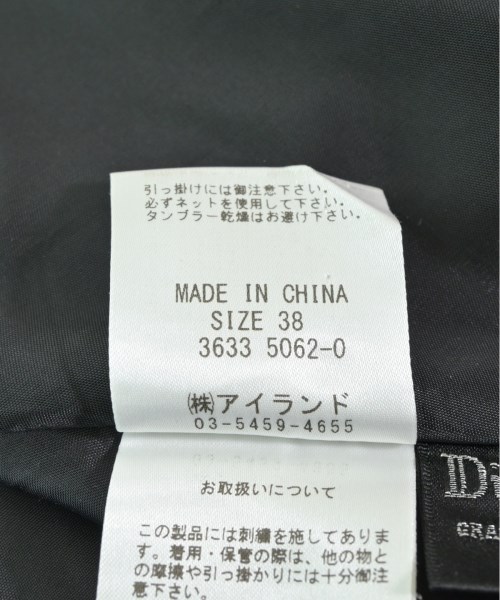 引っ掛けには御注意下さい。
必ずネットを使用して下さい。
タンブラー乾燥はお避け下さい。
MADE IN CHINA
SIZE 38
3633 5062-0
㈱アイランド
03-5459-4655
お取扱いについて
この製品には刺繍を施してありま
す。着用・保管の際は、他の物と
の摩擦や引っ掛かりには十分御注
意下さい。